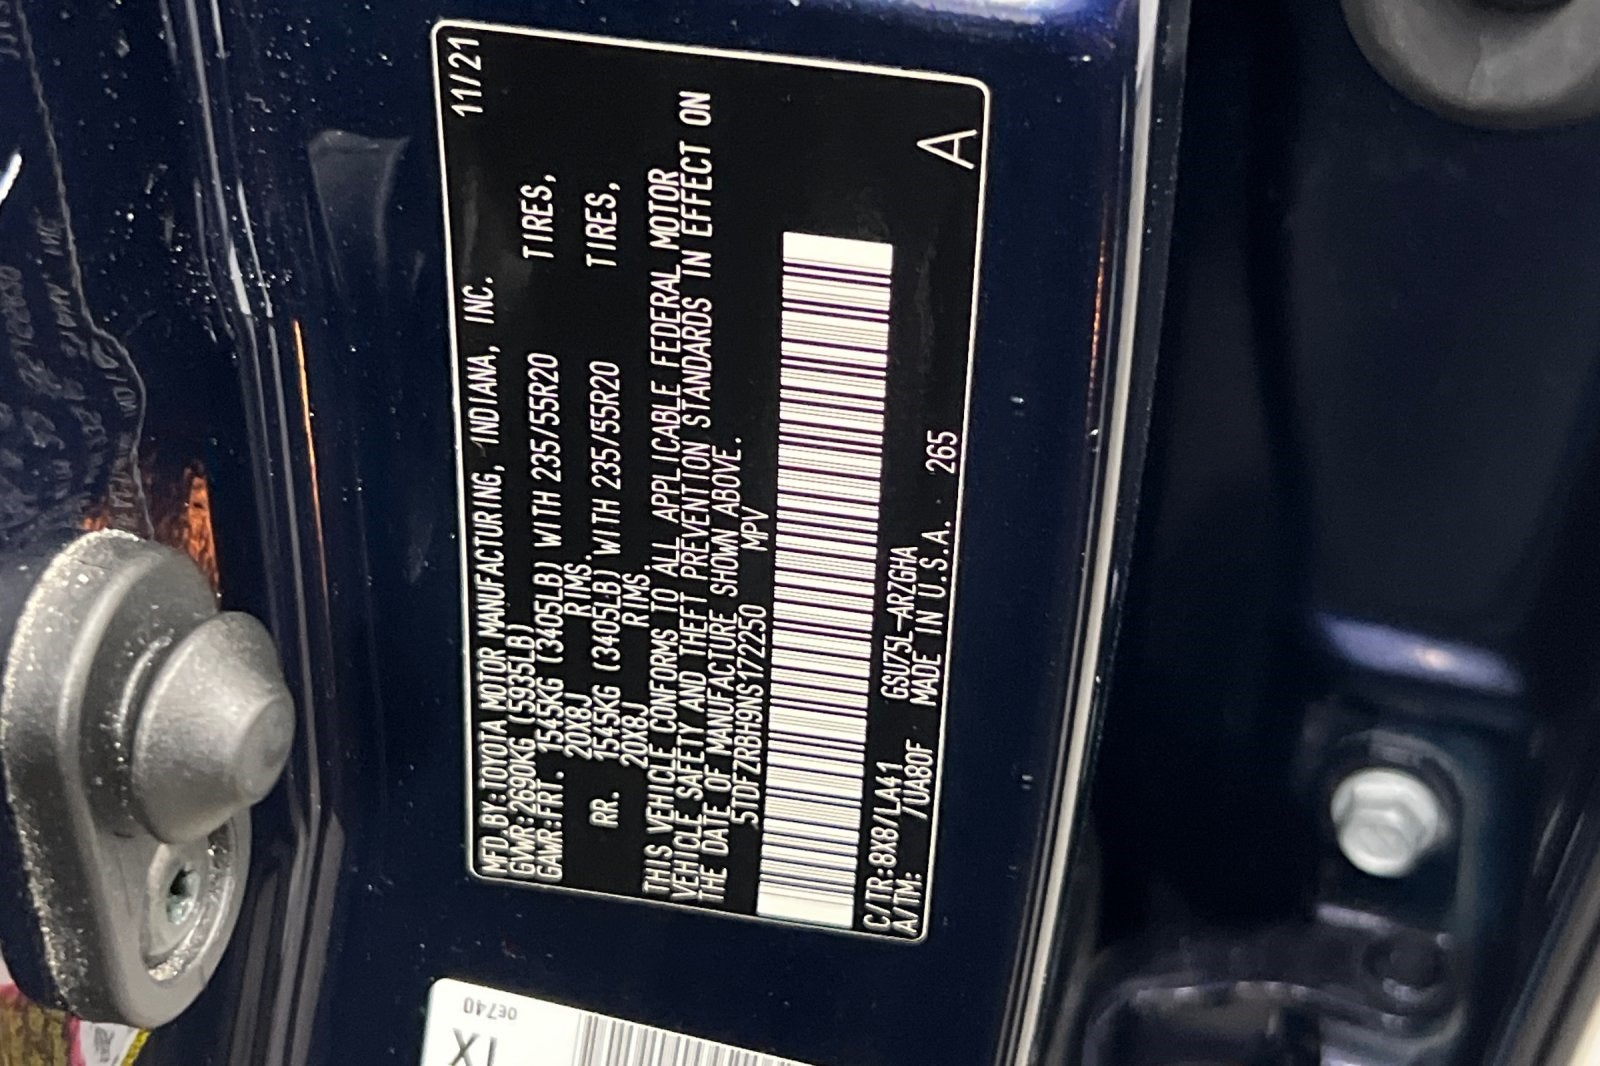 MFD.BY:TOYOTA MOTOR MANUFACTURING, INDIANA, INC. 11/21
GVWR:2690KG (5935LB)
GAWR:FRT. 1545KG (3405LB) WITH 235/55R20 TIRES,
20X8J RIMS.
RR. 1545KG (3405LB) WITH 235/55R20 TIRES,
20X8J RIMS.
THIS VEHICLE CONFORMS TO ALL APPLICABLE FEDERAL MOTOR
VEHICLE SAFETY AND THEFT PREVENTION STANDARDS IN EFFECT ON
THE DATE OF MANUFACTURE SHOWN ABOVE.
5TDFZRBH9NS172250 MPV
C/TR:8X8/LA41 GSU75L-ARZGHA
A/TM: /UA80F MADE IN U.S.A. 265 A
0E740